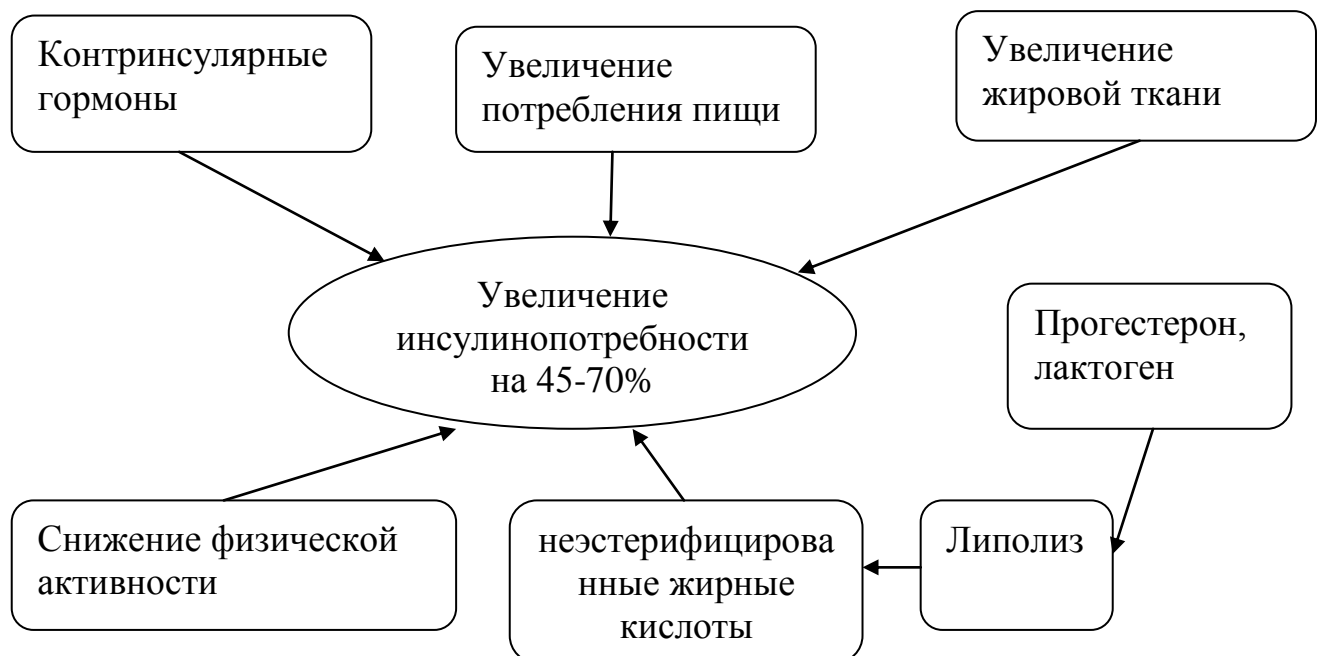 Контринсулярные
гормоны
Увеличение
потребления пищи
Увеличение
жировой ткани
Увеличение
инсулинопотребности
на 45-70%
Прогестерон,
лактоген
Снижение физической
активности
неэстерифицирова
нные жирные
кислоты
Липолиз